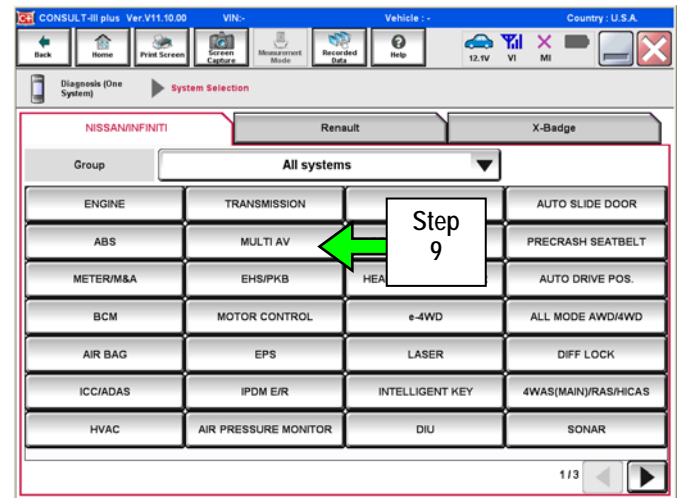 CONSULT-III plus Ver.V11.10.00 VIN:- Vehicle : - Country : U.S.A.
Back Home Print Screen Screen Capture Measurement Mode Recorded Data Help 12.1V VI MI
Diagnosis (One System) System Selection
NISSAN/INFINITI Renault X-Badge
Group All systems
ENGINE TRANSMISSION AUTO SLIDE DOOR
Step
9
ABS MULTI AV PRECRASH SEATBELT
METER/M&A EHS/PKB AUTO DRIVE POS.
BCM MOTOR CONTROL e-4WD ALL MODE AWD/4WD
AIR BAG EPS LASER DIFF LOCK
ICC/ADAS IPDM E/R INTELLIGENT KEY 4WAS(MAIN)/RAS/HICAS
HVAC AIR PRESSURE MONITOR DIU SONAR
1/3